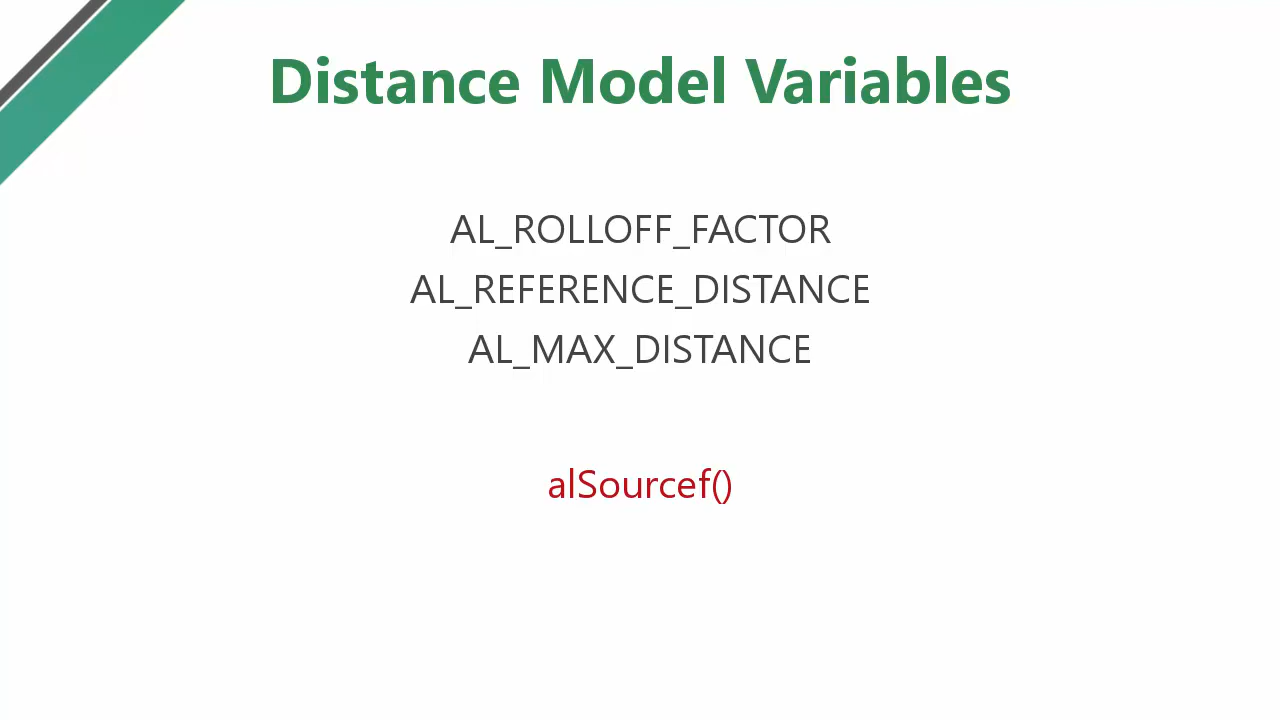 Distance Model Variables
AL_ROLLOFF_FACTOR
AL_REFERENCE_DISTANCE
AL_MAX_DISTANCE
alSourcef()